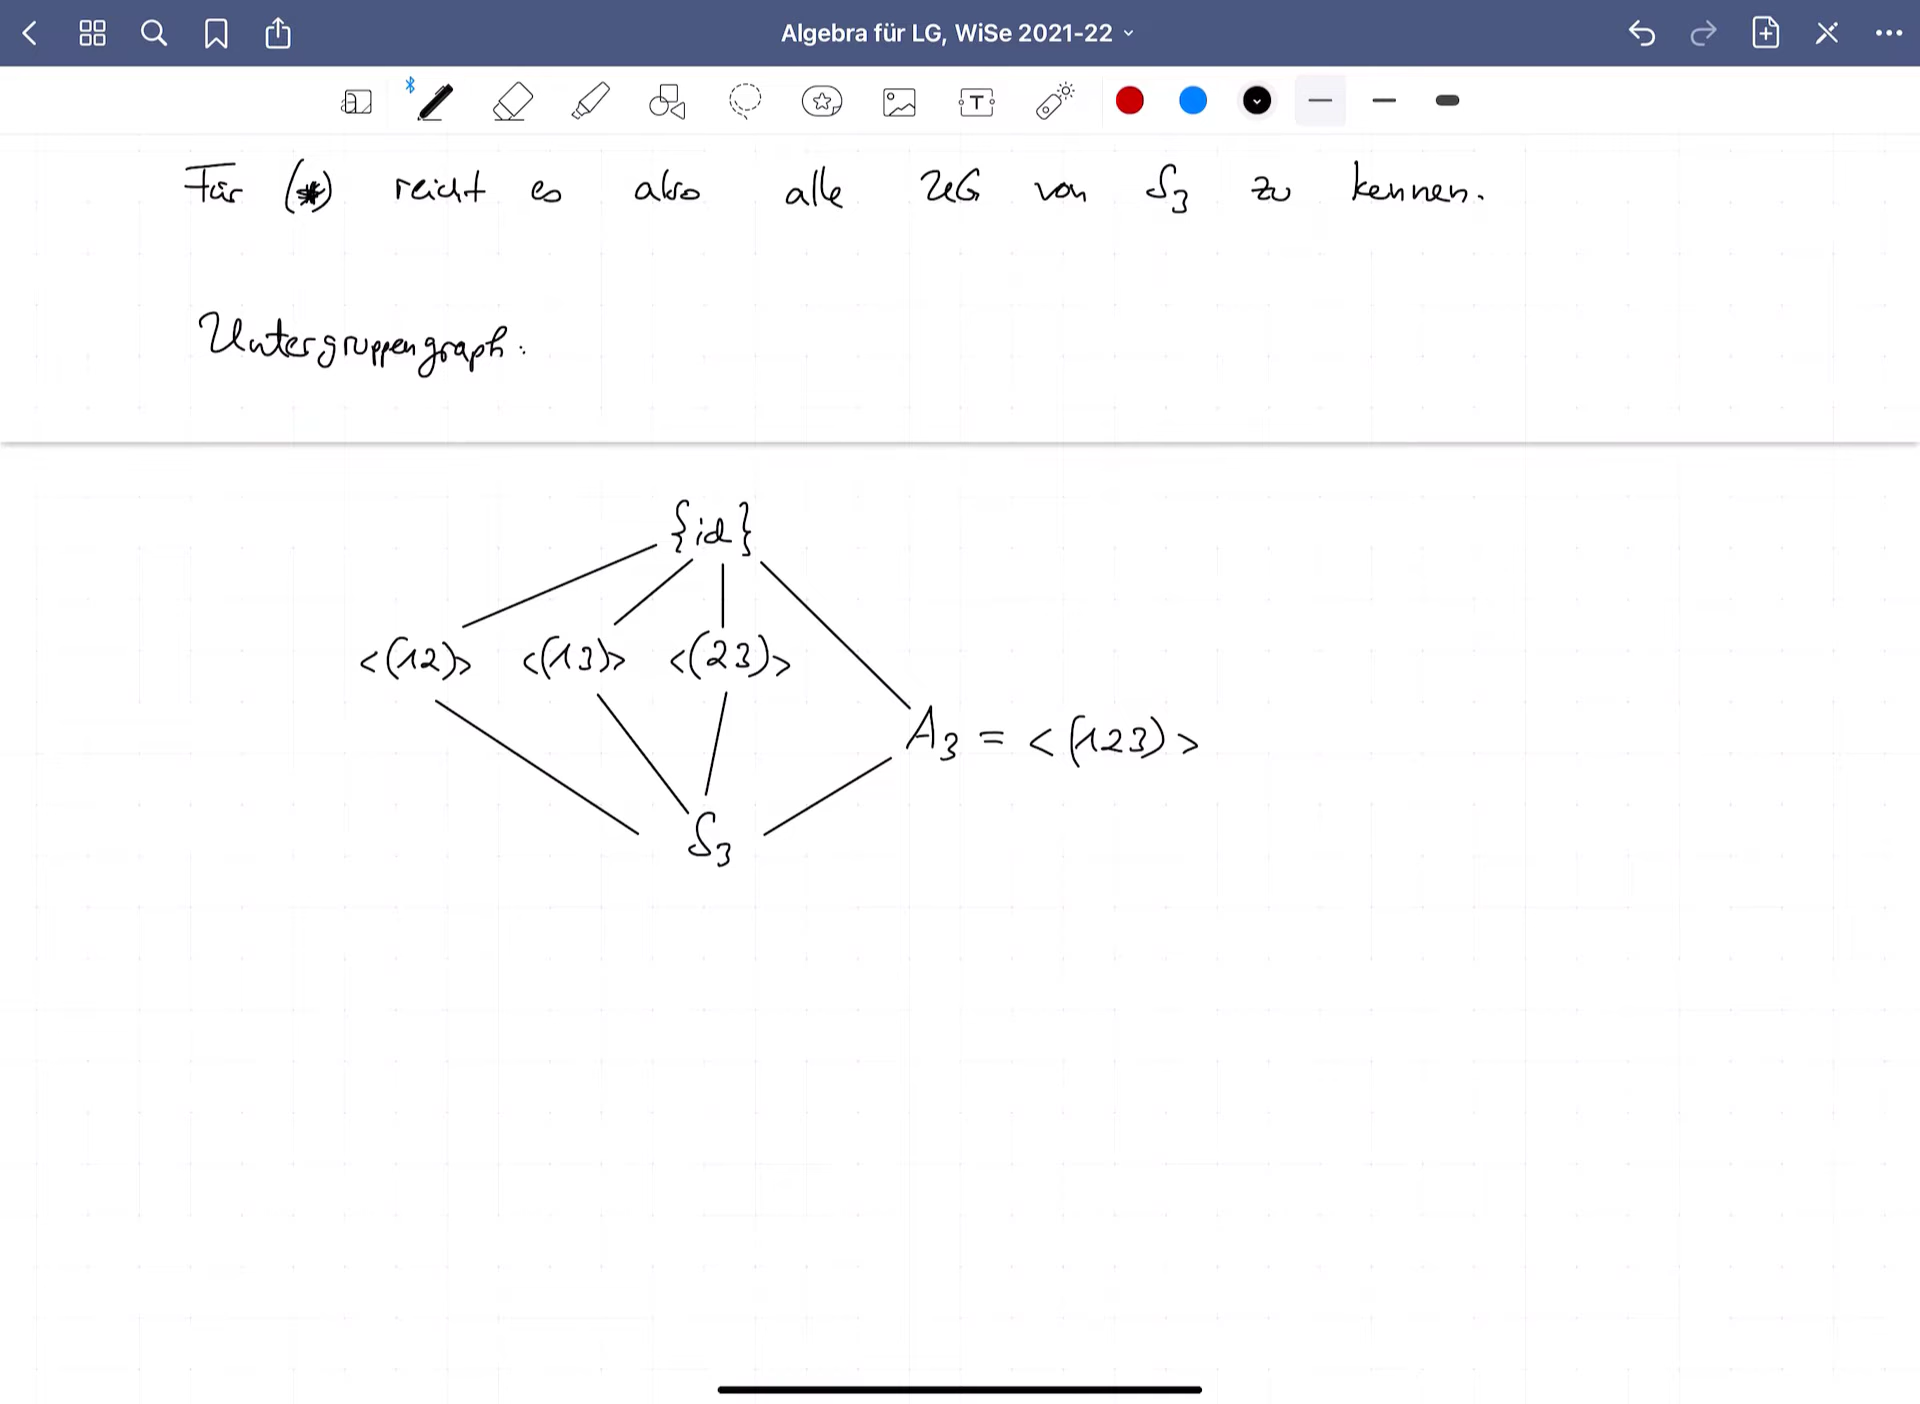 Algebra für LG, WiSe 2021-22
Für (*) reicht es also alle UG von S₃ zu kennen.
Untergruppengraph:
{id}
<(12)> <(13)> <(23)>
A₃ = <(123)>
S₃